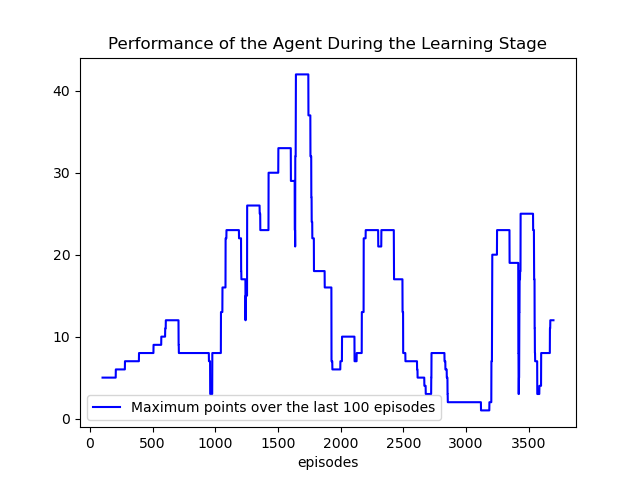 Performance of the Agent During the Learning Stage
40
30
20
10
0
Maximum points over the last 100 episodes
0 500 1000 1500 2000 2500 3000 3500
episodes